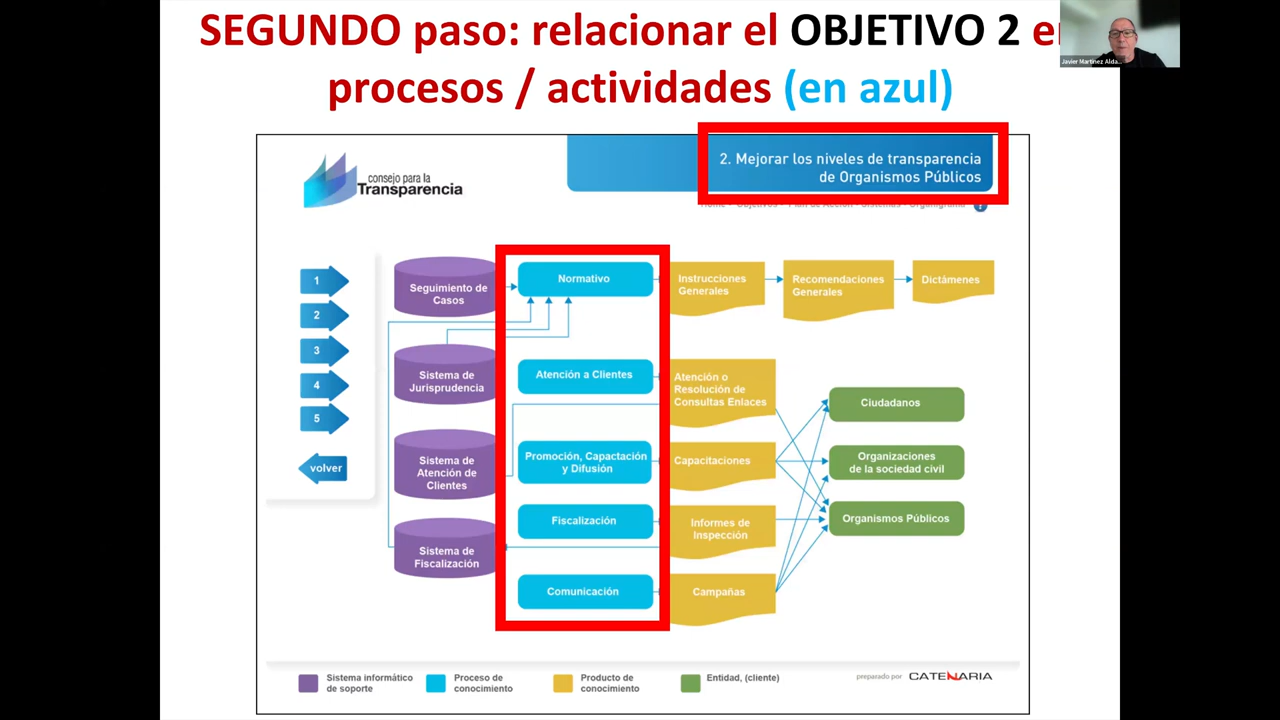 SEGUNDO paso: relacionar el OBJETIVO 2 en
procesos / actividades (en azul)
Javier Martínez Alda...
consejo para la
Transparencia
2. Mejorar los niveles de transparencia
de Organismos Públicos
1
2
3
4
5
volver
Seguimiento de
Casos
Sistema de
Jurisprudencia
Sistema de
Atención de
Clientes
Sistema de
Fiscalización
Normativo
Atención a Clientes
Promoción, Capactación
y Difusión
Fiscalización
Comunicación
Instrucciones
Generales
Recomendaciones
Generales
Dictámenes
Atención o
Resolución de
Consultas Enlaces
Capacitaciones
Informes de
Inspección
Campañas
Ciudadanos
Organizaciones
de la sociedad civil
Organismos Públicos
Sistema informático
de soporte
Proceso de
conocimiento
Producto de
conocimiento
Entidad, (cliente)
preparado por CATENARIA